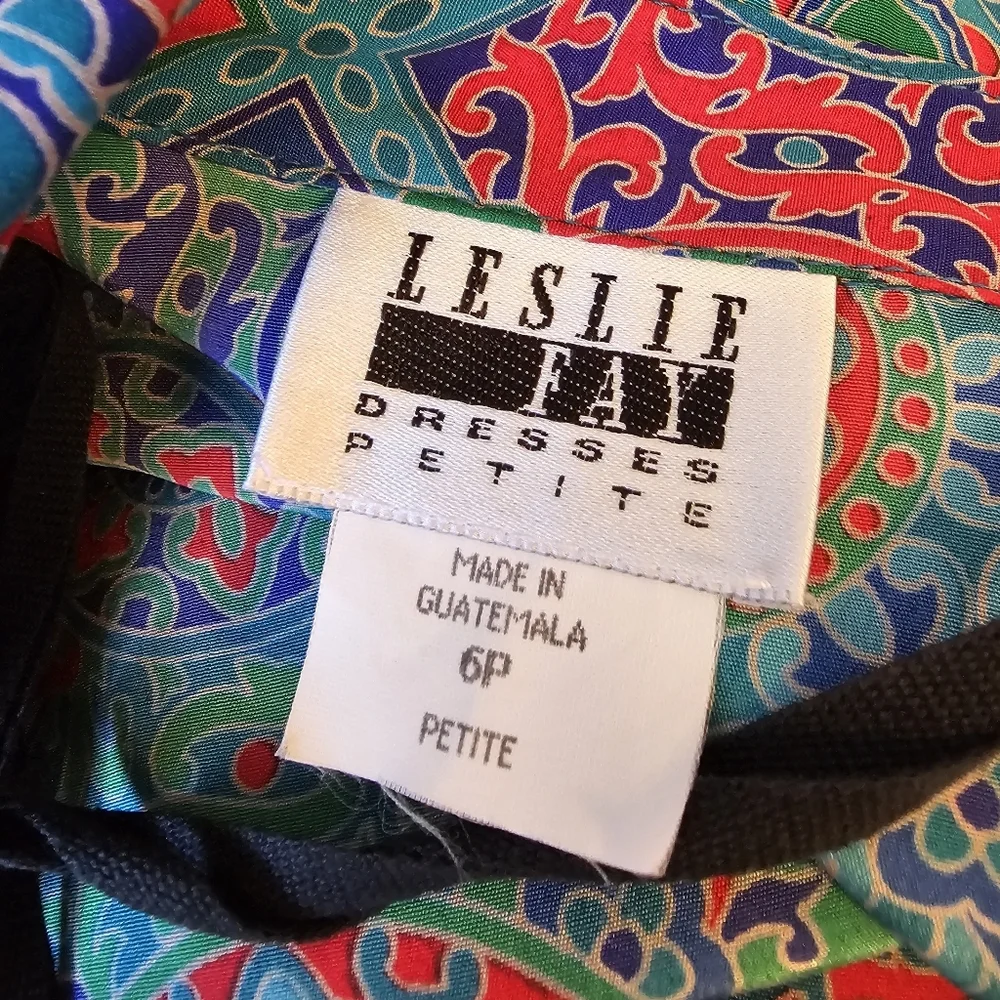 LESLIE
FAY
DRESSES
PETITE
MADE IN
GUATEMALA
6P
PETITE